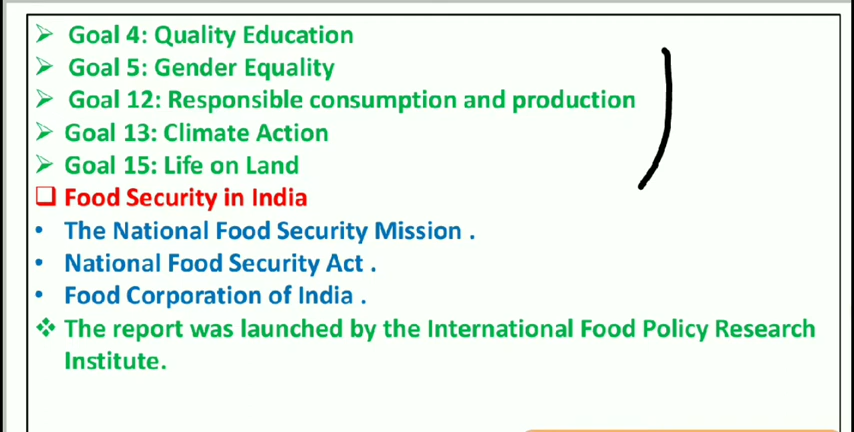 Goal 4: Quality Education
Goal 5: Gender Equality
Goal 12: Responsible consumption and production
Goal 13: Climate Action
Goal 15: Life on Land
Food Security in India
The National Food Security Mission .
National Food Security Act .
Food Corporation of India .
The report was launched by the International Food Policy Research
Institute.